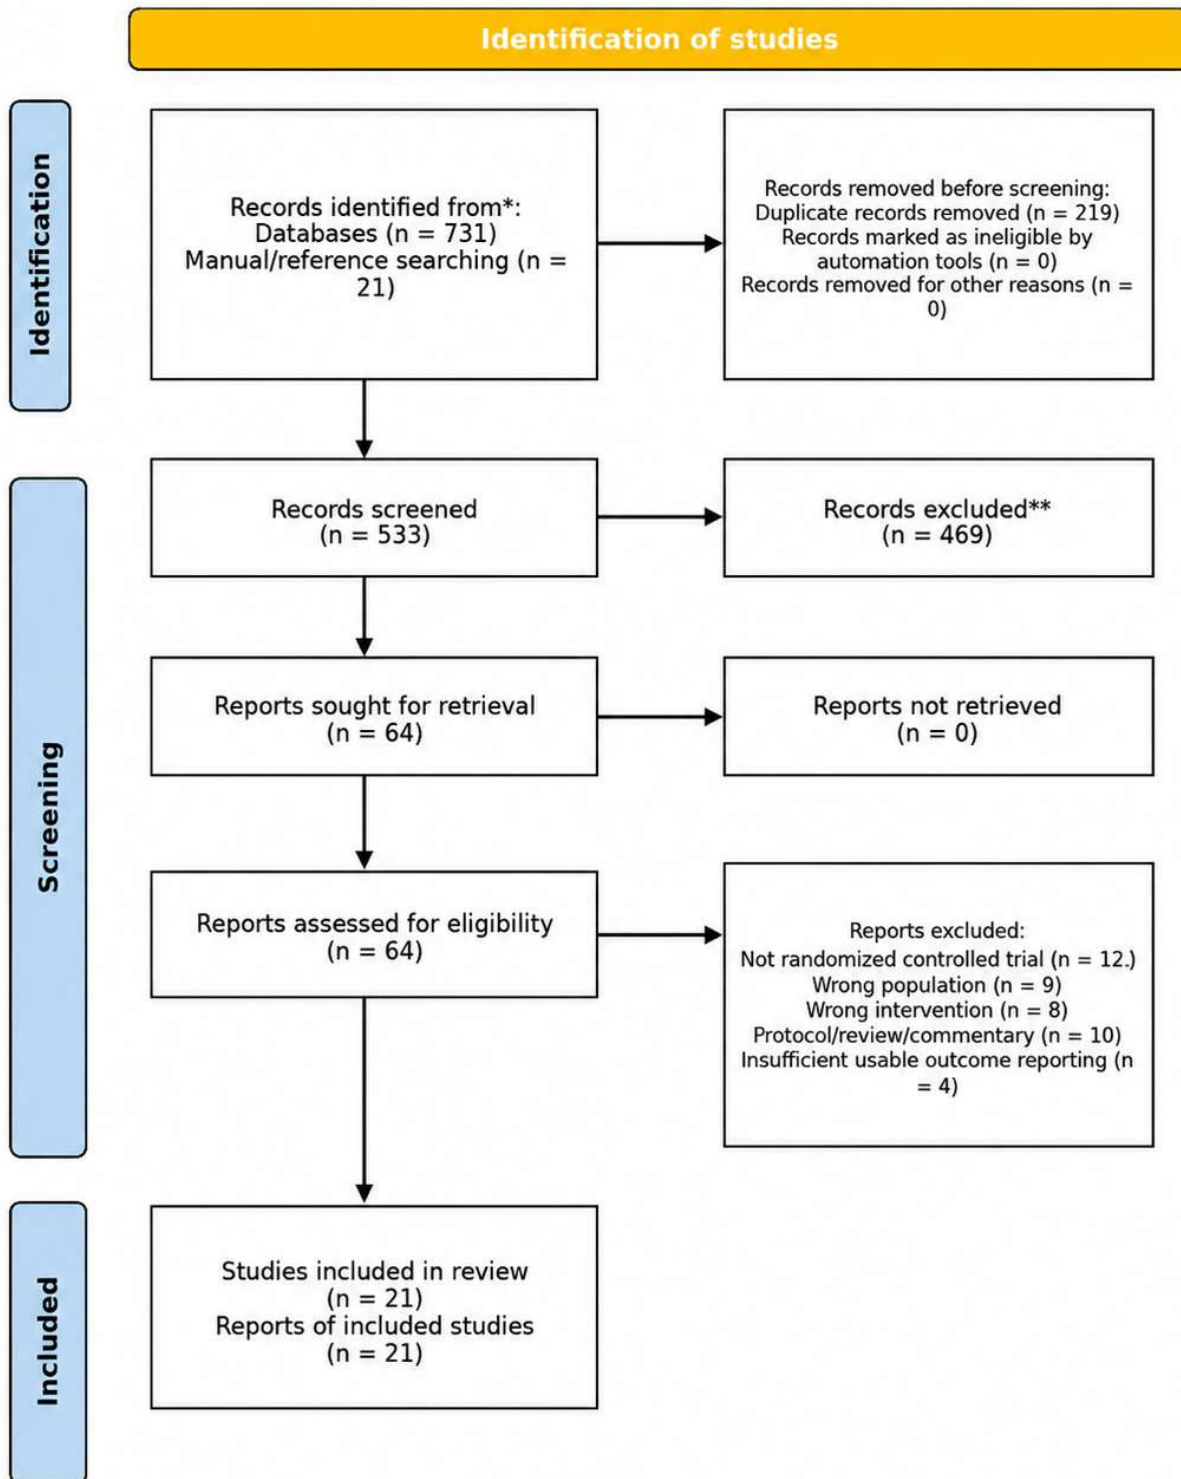 Identification of studies
Identification
Records identified from*:
Databases (n = 731)
Manual/reference searching (n =
21)
Records removed before screening:
Duplicate records removed (n = 219)
Records marked as ineligible by
automation tools (n = 0)
Records removed for other reasons (n =
0)
Screening
Records screened
(n = 533)
Records excluded**
(n = 469)
Reports sought for retrieval
(n = 64)
Reports not retrieved
(n = 0)
Reports assessed for eligibility
(n = 64)
Reports excluded:
Not randomized controlled trial (n = 12.)
Wrong population (n = 9)
Wrong intervention (n = 8)
Protocol/review/commentary (n = 10)
Insufficient usable outcome reporting (n
= 4)
Included
Studies included in review
(n = 21)
Reports of included studies
(n = 21)